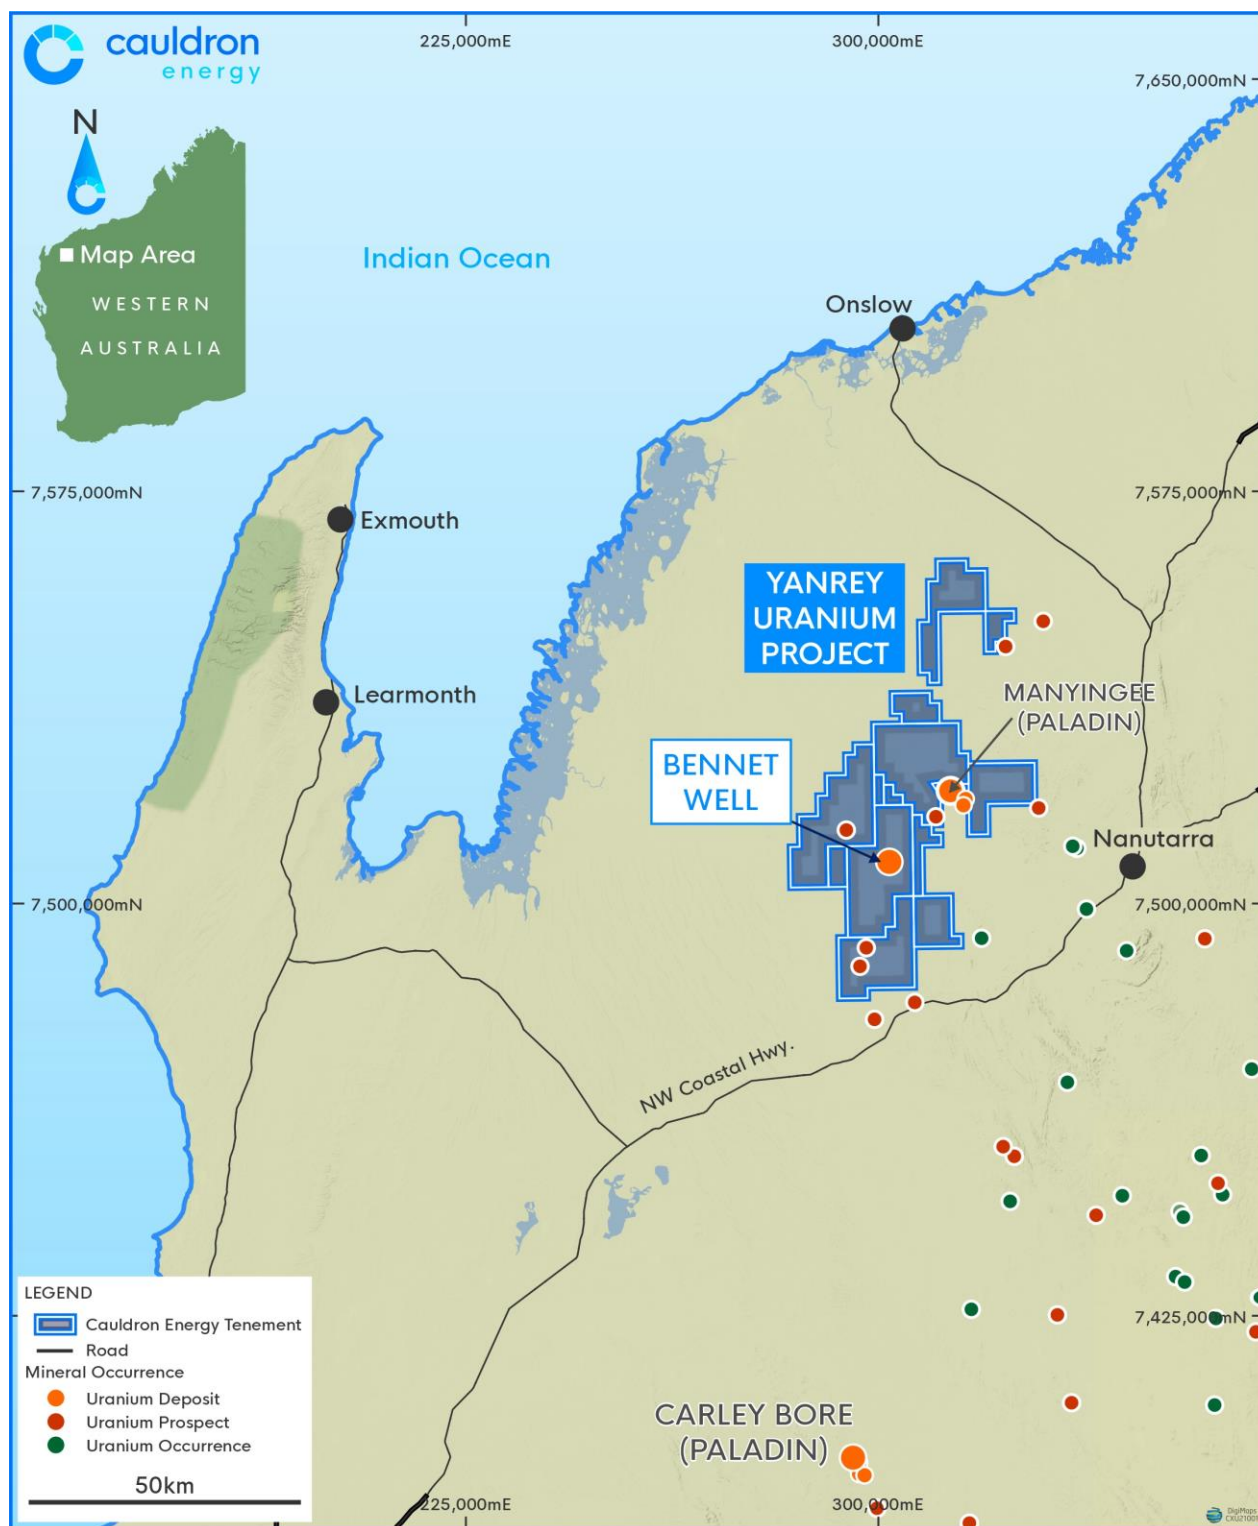 cauldron
energy
225,000mE
300,000mE
7,650,000mN
N
Map Area
WESTERN
AUSTRALIA
Indian Ocean
Onslow
7,575,000mN
7,575,000mN
Exmouth
YANREY
URANIUM
PROJECT
Learmonth
MANYINGEE
(PALADIN)
BENNET
WELL
Nanutarra
7,500,000mN
7,500,000mN
NW Coastal Hwy.
LEGEND
Cauldron Energy Tenement
Road
Mineral Occurrence
Uranium Deposit
Uranium Prospect
Uranium Occurrence
50km
7,425,000mN
CARLEY BORE
(PALADIN)
225,000mE
300,000mE
DigiMaps